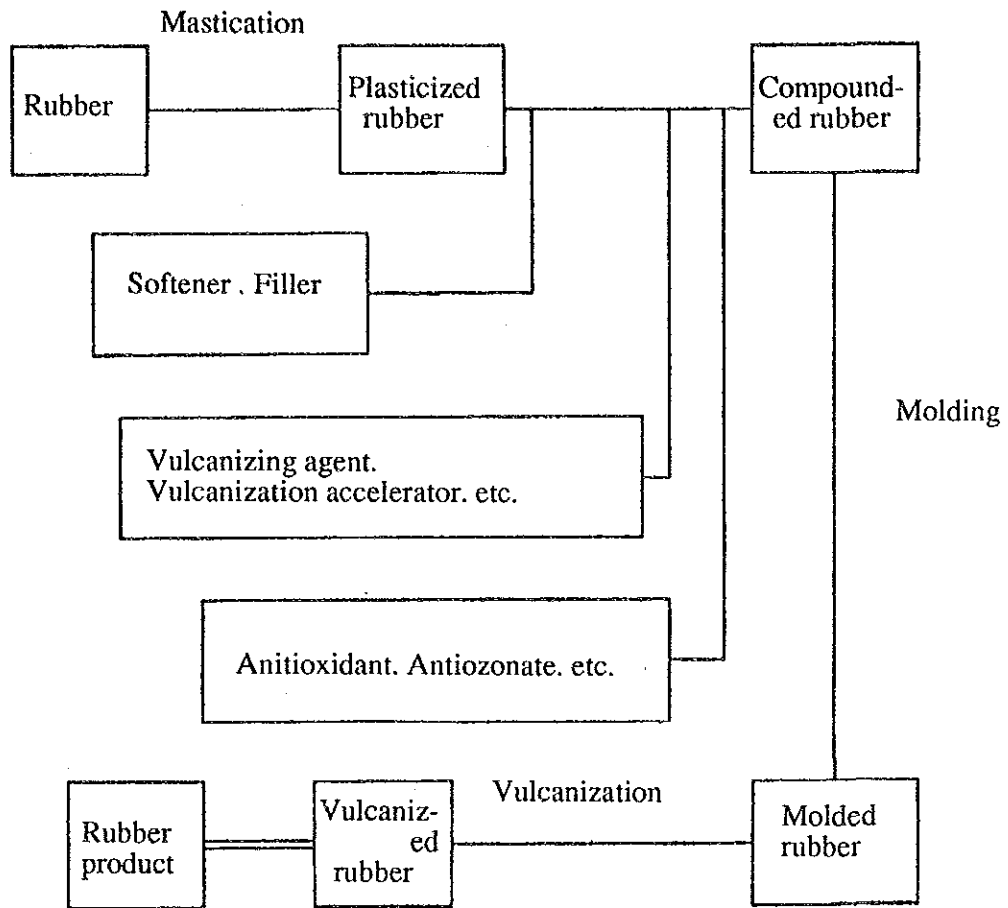 Mastication
Rubber
Plasticized
rubber
Compound-
ed rubber
Softener . Filler
Molding
Vulcanizing agent.
Vulcanization accelerator. etc.
Anitioxidant. Antiozonate. etc.
Rubber
product
Vulcaniz-
ed
rubber
Vulcanization
Molded
rubber